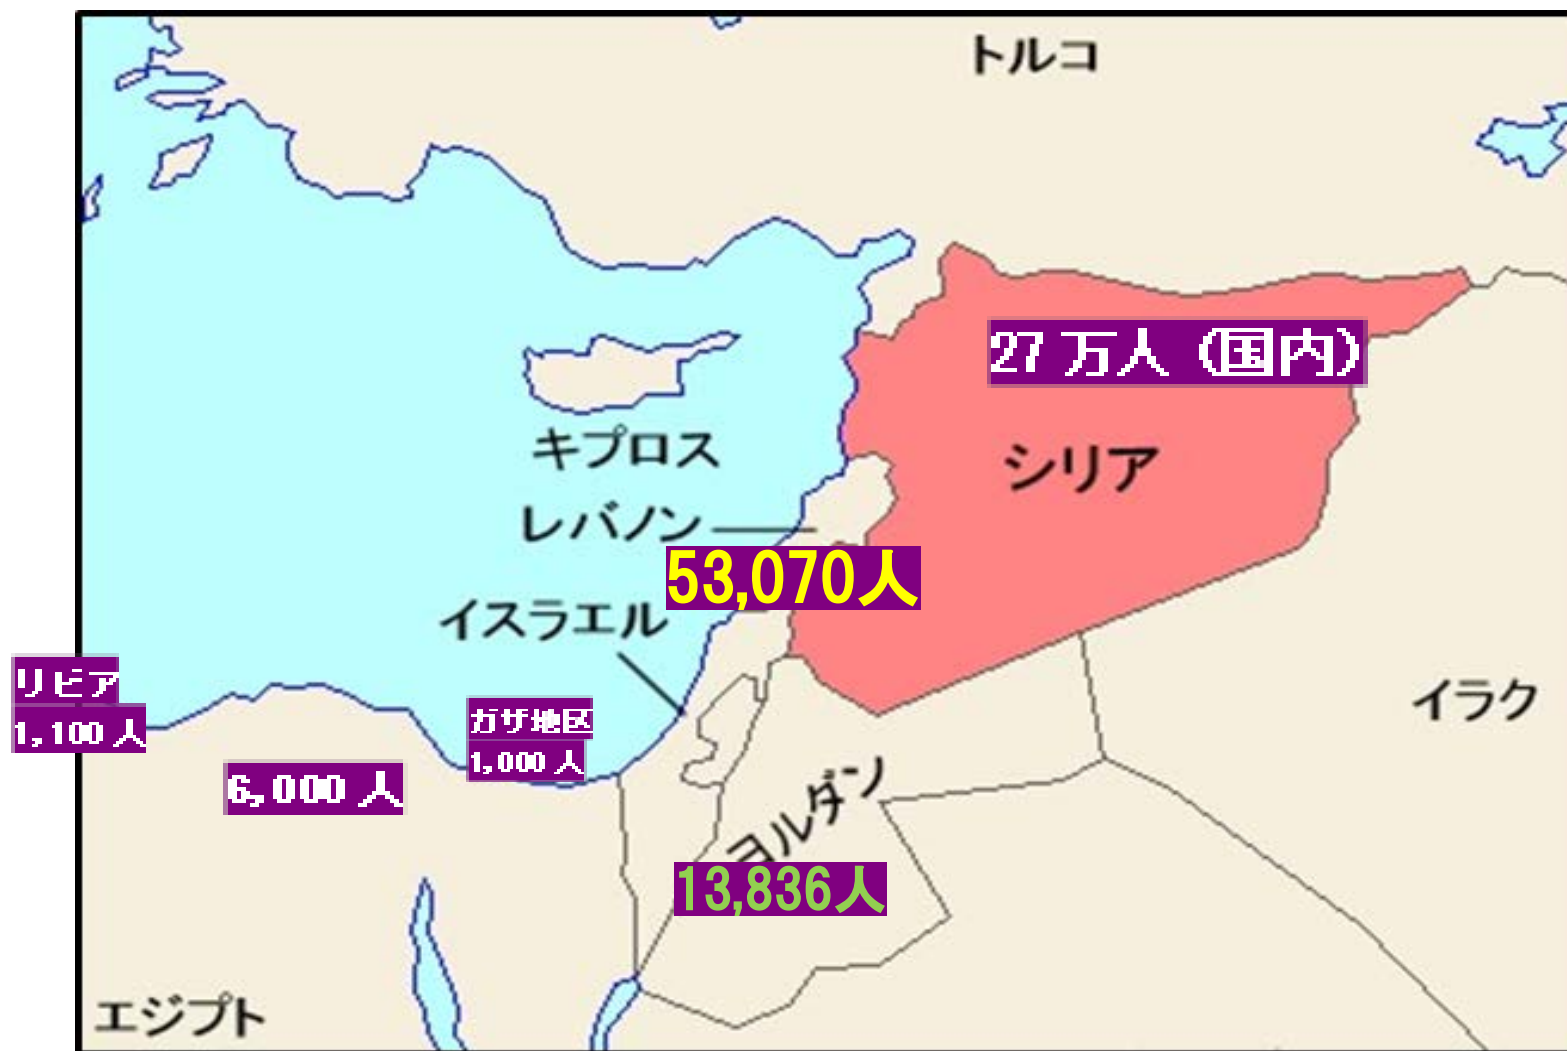 トルコ
27 万人 (国内)
キプロス
シリア
レバノン
53,070人
イスラエル
リビア
1,100 人
ガザ地区
1,000 人
イラク
6,000 人
ヨルダン
13,836人
エジプト